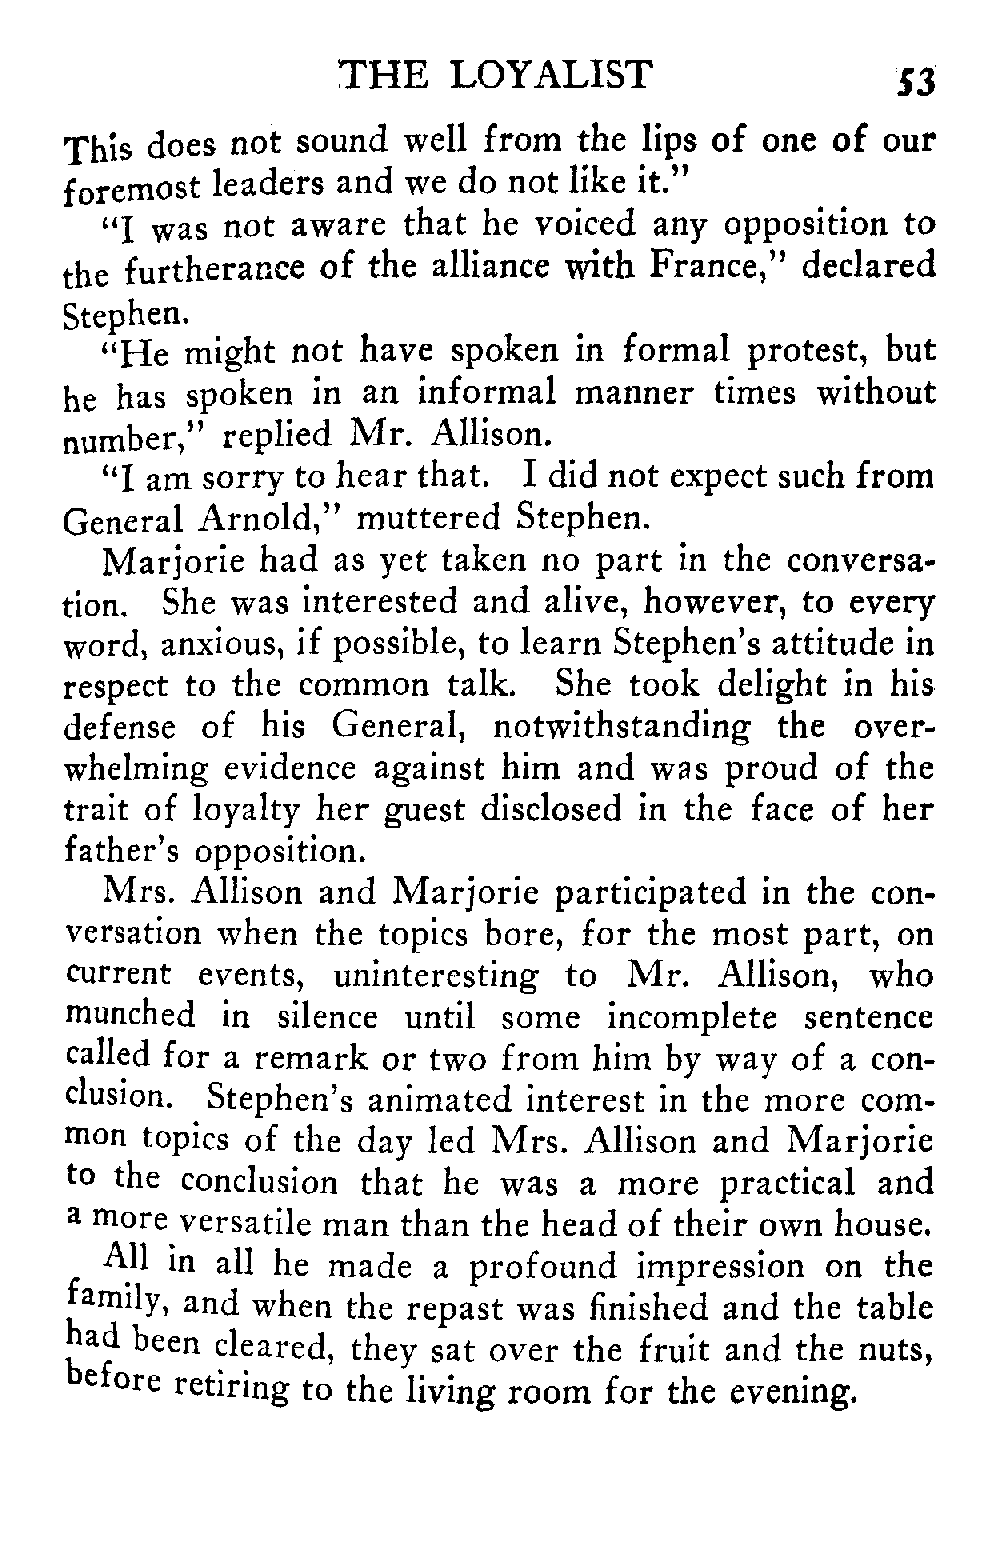 THE LOYALIST 53
This does not sound well from the lips of one of our
foremost leaders and we do not like it."
"I was not aware that he voiced any opposition to
the furtherance of the alliance with France," declared
Stephen.
"He might not have spoken in formal protest, but
he has spoken in an informal manner times without
number," replied Mr. Allison.
"I am sorry to hear that. I did not expect such from
General Arnold," muttered Stephen.
Marjorie had as yet taken no part in the conversa-
tion. She was interested and alive, however, to every
word, anxious, if possible, to learn Stephen's attitude in
respect to the common talk. She took delight in his
defense of his General, notwithstanding the over-
whelming evidence against him and was proud of the
trait of loyalty her guest disclosed in the face of her
father's opposition.
Mrs. Allison and Marjorie participated in the con-
versation when the topics bore, for the most part, on
current events, uninteresting to Mr. Allison, who
munched in silence until some incomplete sentence
called for a remark or two from him by way of a con-
clusion. Stephen's animated interest in the more com-
mon topics of the day led Mrs. Allison and Marjorie
to the conclusion that he was a more practical and
a more versatile man than the head of their own house.
All in all he made a profound impression on the
family, and when the repast was finished and the table
had been cleared, they sat over the fruit and the nuts,
before retiring to the living room for the evening.